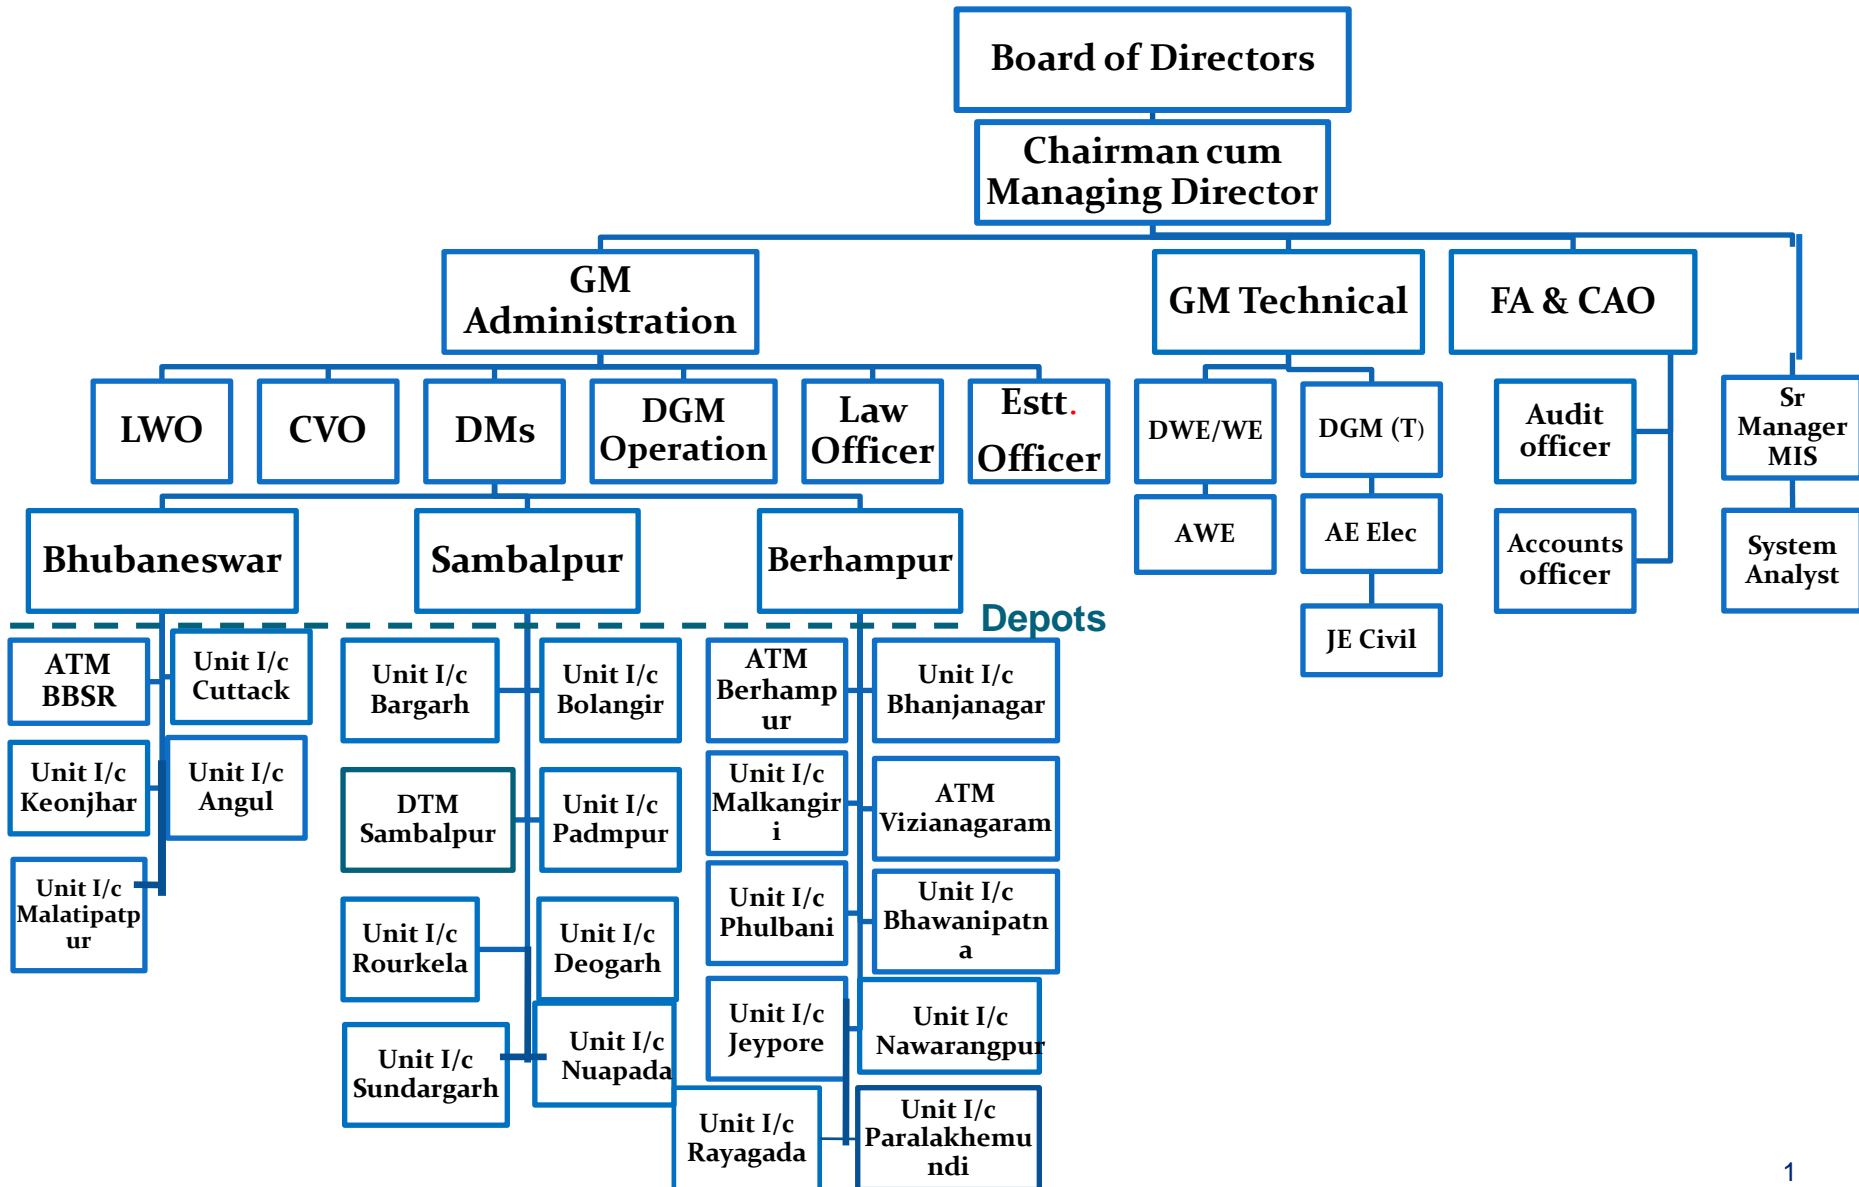 Board of Directors
Chairman cum
Managing Director
GM
Administration
GM Technical
FA & CAO
LWO
CVO
DMs
DGM
Operation
Law
Officer
Estt.
Officer
DWE/WE
DGM (T)
Audit
officer
Sr
Manager
MIS
AWE
AE Elec
Accounts
officer
System
Analyst
JE Civil
Bhubaneswar
Sambalpur
Berhampur
Depots
ATM
BBSR
Unit I/c
Cuttack
Unit I/c
Keonjhar
Unit I/c
Angul
Unit I/c
Malatipatp
ur
Unit I/c
Bargarh
Unit I/c
Bolangir
DTM
Sambalpur
Unit I/c
Padmpur
Unit I/c
Rourkela
Unit I/c
Deogarh
Unit I/c
Sundargarh
Unit I/c
Nuapada
ATM
Berhamp
ur
Unit I/c
Bhanjanagar
Unit I/c
Malkangir
i
ATM
Vizianagaram
Unit I/c
Phulbani
Unit I/c
Bhawanipatn
a
Unit I/c
Jeypore
Unit I/c
Nawarangpur
Unit I/c
Rayagada
Unit I/c
Paralakhemu
ndi
1